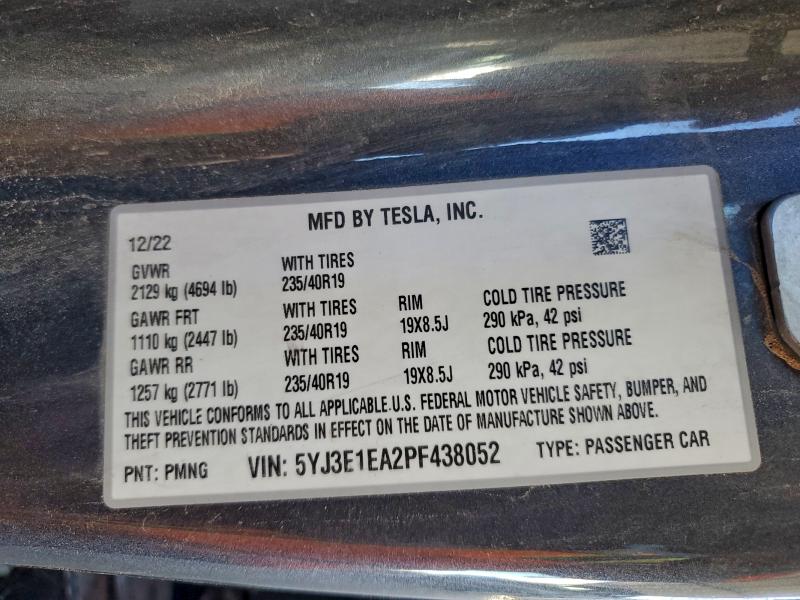 MFD BY TESLA, INC.
12/22
GVWR WITH TIRES
2129 kg (4694 lb) 235/40R19
GAWR FRT WITH TIRES RIM COLD TIRE PRESSURE
1110 kg (2447 lb) 235/40R19 19X8.5J 290 kPa, 42 psi
GAWR RR WITH TIRES RIM COLD TIRE PRESSURE
1257 kg (2771 lb) 235/40R19 19X8.5J 290 kPa, 42 psi
THIS VEHICLE CONFORMS TO ALL APPLICABLE U.S. FEDERAL MOTOR VEHICLE SAFETY, BUMPER, AND
THEFT PREVENTION STANDARDS IN EFFECT ON THE DATE OF MANUFACTURE SHOWN ABOVE.
PNT: PMNG VIN: 5YJ3E1EA2PF438052 TYPE: PASSENGER CAR